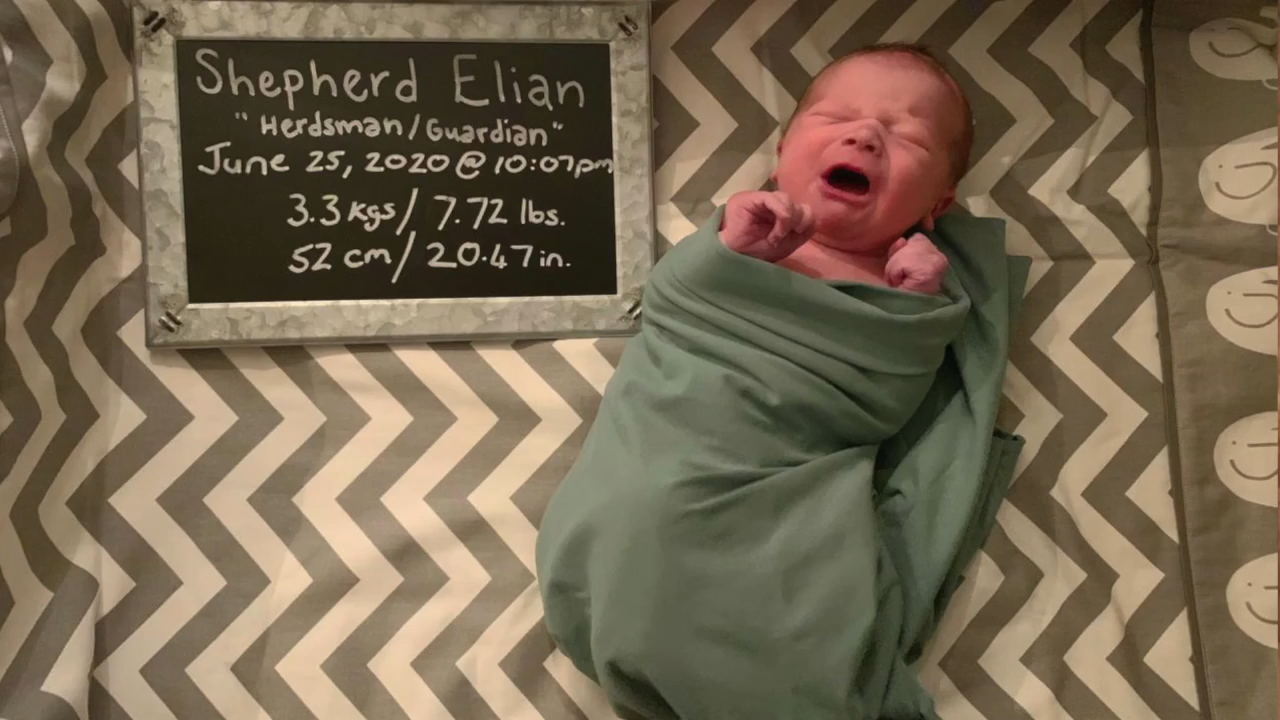 Shepherd Elian
"Herdsman/Guardian"
June 25, 2020 @ 10:07pm
3.3 kgs/ 7.72 lbs.
52 cm/ 20.47 in.